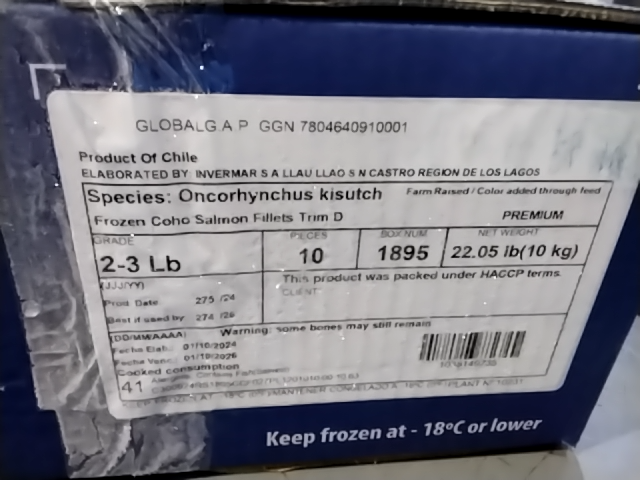 GLOBALG.A.P GGN 7804640910001
Product Of Chile
ELABORATED BY: INVERMAR S A LLAU LLAO S N CASTRO REGION DE LOS LAGOS
Species: Oncorhynchus kisutch Farm Raised / Color added through feed
Frozen Coho Salmon Fillets Trim D PREMIUM
GRADE PIECES BOX NUM NET WEIGHT
2-3 Lb 10 1895 22.05 lb(10 kg)
This product was packed under HACCP terms.
(JJJ/YY) CLIENT:
Prod Date 275 /24
Best if used by 274 /26
Warning: some bones may still remain
(DD/MM/AAAA)
Fecha Elab.: 01/10/2024
Fecha Venc.: 01/10/2026
Cooked consumption
41
Keep frozen at - 18ºC or lower